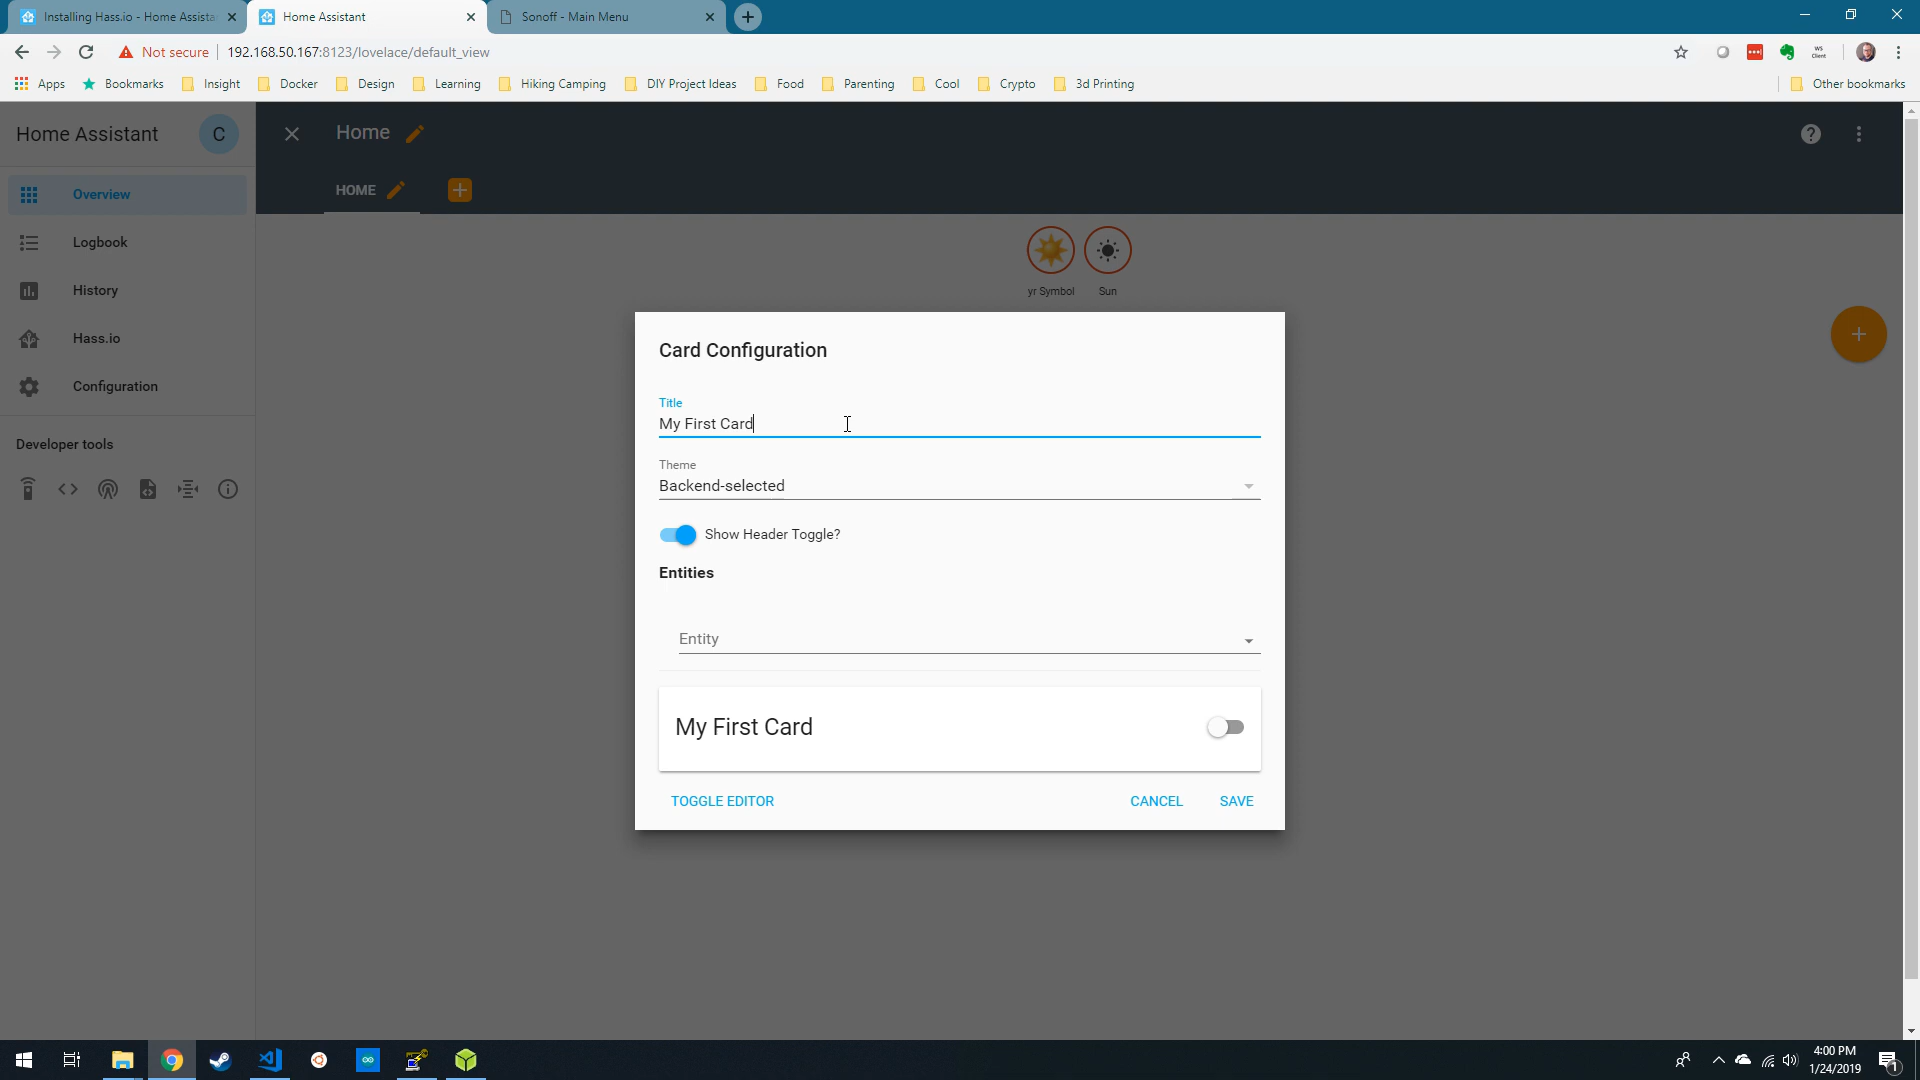 Installing Hass.io - Home Assista
Home Assistant
Sonoff - Main Menu
Not secure
192.168.50.167:8123/lovelace/default_view
WS
Client
Apps
Bookmarks
Insight
Docker
Design
Learning
Hiking Camping
DIY Project Ideas
Food
Parenting
Cool
Crypto
3d Printing
Other bookmarks
Home Assistant
C
Home
Overview
HOME
Logbook
History
Hass.io
Configuration
Developer tools
yr Symbol
Sun
Card Configuration
Title
My First Card
Theme
Backend-selected
Show Header Toggle?
Entities
Entity
My First Card
TOGGLE EDITOR
CANCEL
SAVE
4:00 PM
1/24/2019
1